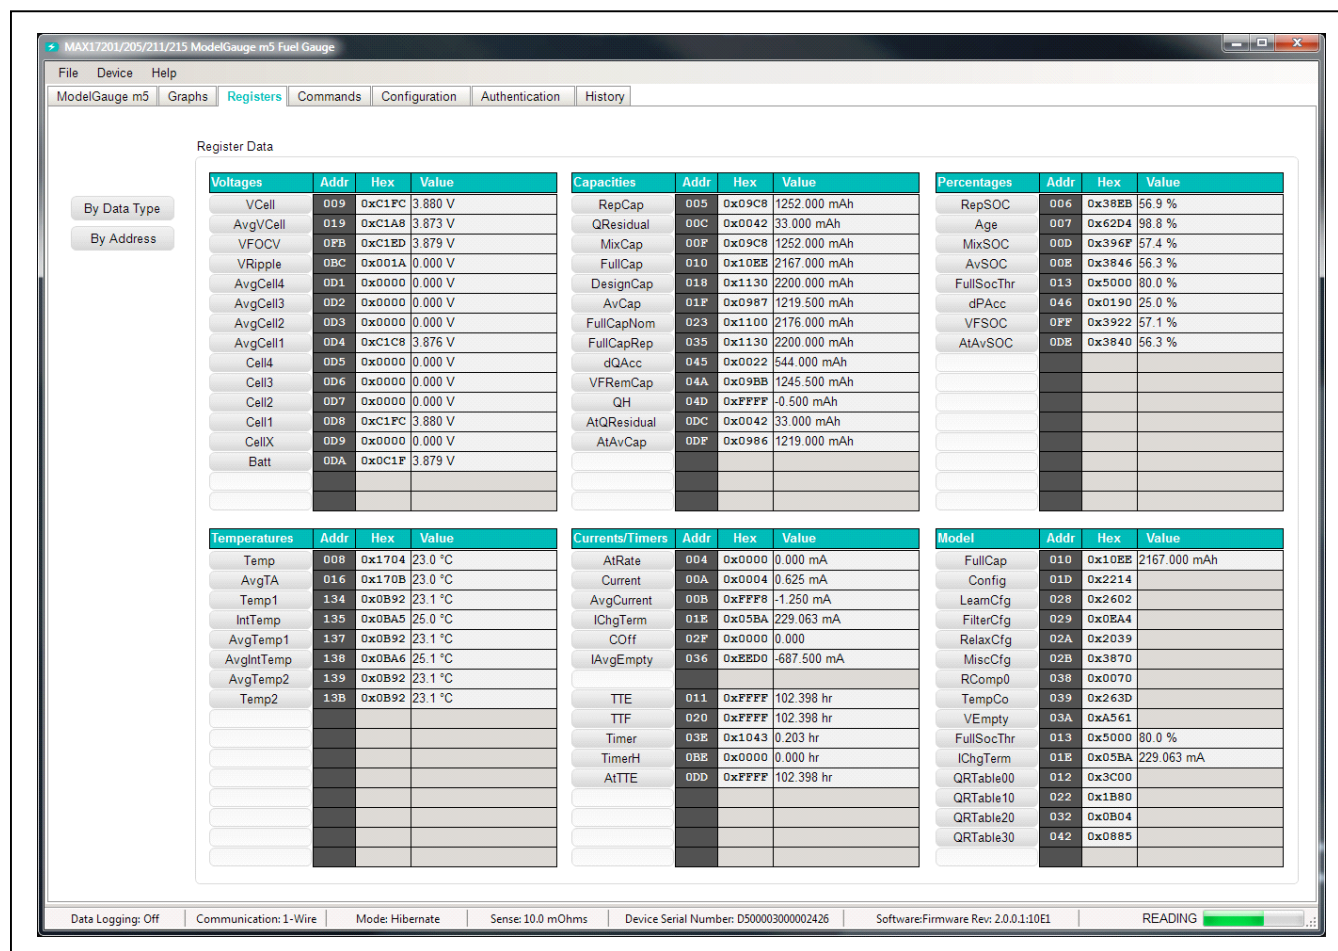 MAX17201/205/211/215 ModelGauge m5 Fuel Gauge
File Device Help
ModelGauge m5 Graphs Registers Commands Configuration Authentication History
Register Data
By Data Type
By Address
Voltages Addr Hex Value
VCell 009 0xC1FC 3.880 V
AvgVCell 019 0xC1A8 3.873 V
VFOCV 0FB 0xC1ED 3.879 V
VRipple 0BC 0x001A 0.000 V
AvgCell4 0D1 0x0000 0.000 V
AvgCell3 0D2 0x0000 0.000 V
AvgCell2 0D3 0x0000 0.000 V
AvgCell1 0D4 0xC1C8 3.876 V
Cell4 0D5 0x0000 0.000 V
Cell3 0D6 0x0000 0.000 V
Cell2 0D7 0x0000 0.000 V
Cell1 0D8 0xC1FC 3.880 V
CellX 0D9 0x0000 0.000 V
Batt 0DA 0x0C1F 3.879 V
Capacities Addr Hex Value
RepCap 005 0x09C8 1252.000 mAh
QResidual 00C 0x0042 33.000 mAh
MixCap 00F 0x09C8 1252.000 mAh
FullCap 010 0x10EE 2167.000 mAh
DesignCap 018 0x1130 2200.000 mAh
AvCap 01F 0x0987 1219.500 mAh
FullCapNom 023 0x1100 2176.000 mAh
FullCapRep 035 0x1130 2200.000 mAh
dQAcc 045 0x0022 544.000 mAh
VFRemCap 04A 0x09BB 1245.500 mAh
QH 04D 0xFFFF -0.500 mAh
AtQResidual 0DC 0x0042 33.000 mAh
AtAvCap 0DF 0x0986 1219.000 mAh
Percentages Addr Hex Value
RepSOC 006 0x38EB 56.9 %
Age 007 0x62D4 98.8 %
MixSOC 00D 0x396F 57.4 %
AvSOC 00E 0x3846 56.3 %
FullSocThr 013 0x5000 80.0 %
dPAcc 046 0x0190 25.0 %
VFSOC 0FF 0x3922 57.1 %
AtAvSOC 0DE 0x3840 56.3 %
Temperatures Addr Hex Value
Temp 008 0x1704 23.0 °C
AvgTA 016 0x170B 23.0 °C
Temp1 134 0x0B92 23.1 °C
IntTemp 135 0x0BA5 25.0 °C
AvgTemp1 137 0x0B92 23.1 °C
AvgIntTemp 138 0x0BA6 25.1 °C
AvgTemp2 139 0x0B92 23.1 °C
Temp2 13B 0x0B92 23.1 °C
Currents/Timers Addr Hex Value
AtRate 004 0x0000 0.000 mA
Current 00A 0x0004 0.625 mA
AvgCurrent 00B 0xFFF8 -1.250 mA
IChgTerm 01E 0x05BA 229.063 mA
COff 02F 0x0000 0.000
IAvgEmpty 036 0xEED0 -687.500 mA
TTE 011 0xFFFF 102.398 hr
TTF 020 0xFFFF 102.398 hr
Timer 03E 0x1043 0.203 hr
TimerH 0BE 0x0000 0.000 hr
AtTTE 0DD 0xFFFF 102.398 hr
Model Addr Hex Value
FullCap 010 0x10EE 2167.000 mAh
Config 01D 0x2214
LearnCfg 028 0x2602
FilterCfg 029 0x0EA4
RelaxCfg 02A 0x2039
MiscCfg 02B 0x3870
RComp0 038 0x0070
TempCo 039 0x263D
VEmpty 03A 0xA561
FullSocThr 013 0x5000 80.0 %
IChgTerm 01E 0x05BA 229.063 mA
QRTable00 012 0x3C00
QRTable10 022 0x1B80
QRTable20 032 0x0B04
QRTable30 042 0x0885
Data Logging: Off Communication: 1-Wire Mode: Hibernate Sense: 10.0 mOhms Device Serial Number: D500003000002426 Software:Firmware Rev: 2.0.0.1:10E1 READING